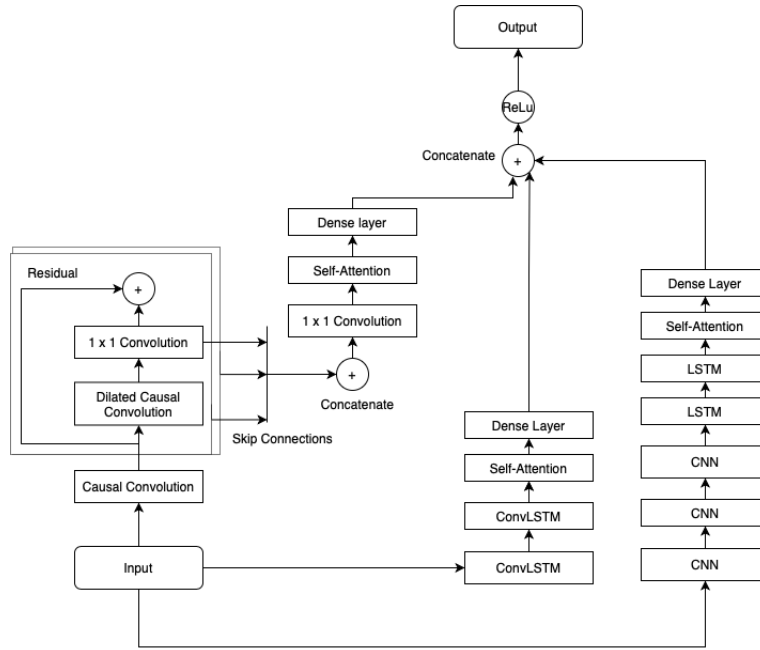 Output
ReLu
Concatenate
+
Dense layer
Self-Attention
1 x 1 Convolution
+
Concatenate
Residual
+
1 x 1 Convolution
Dilated Causal
Convolution
Skip Connections
Causal Convolution
Input
Dense Layer
Self-Attention
ConvLSTM
ConvLSTM
Dense Layer
Self-Attention
LSTM
LSTM
CNN
CNN
CNN